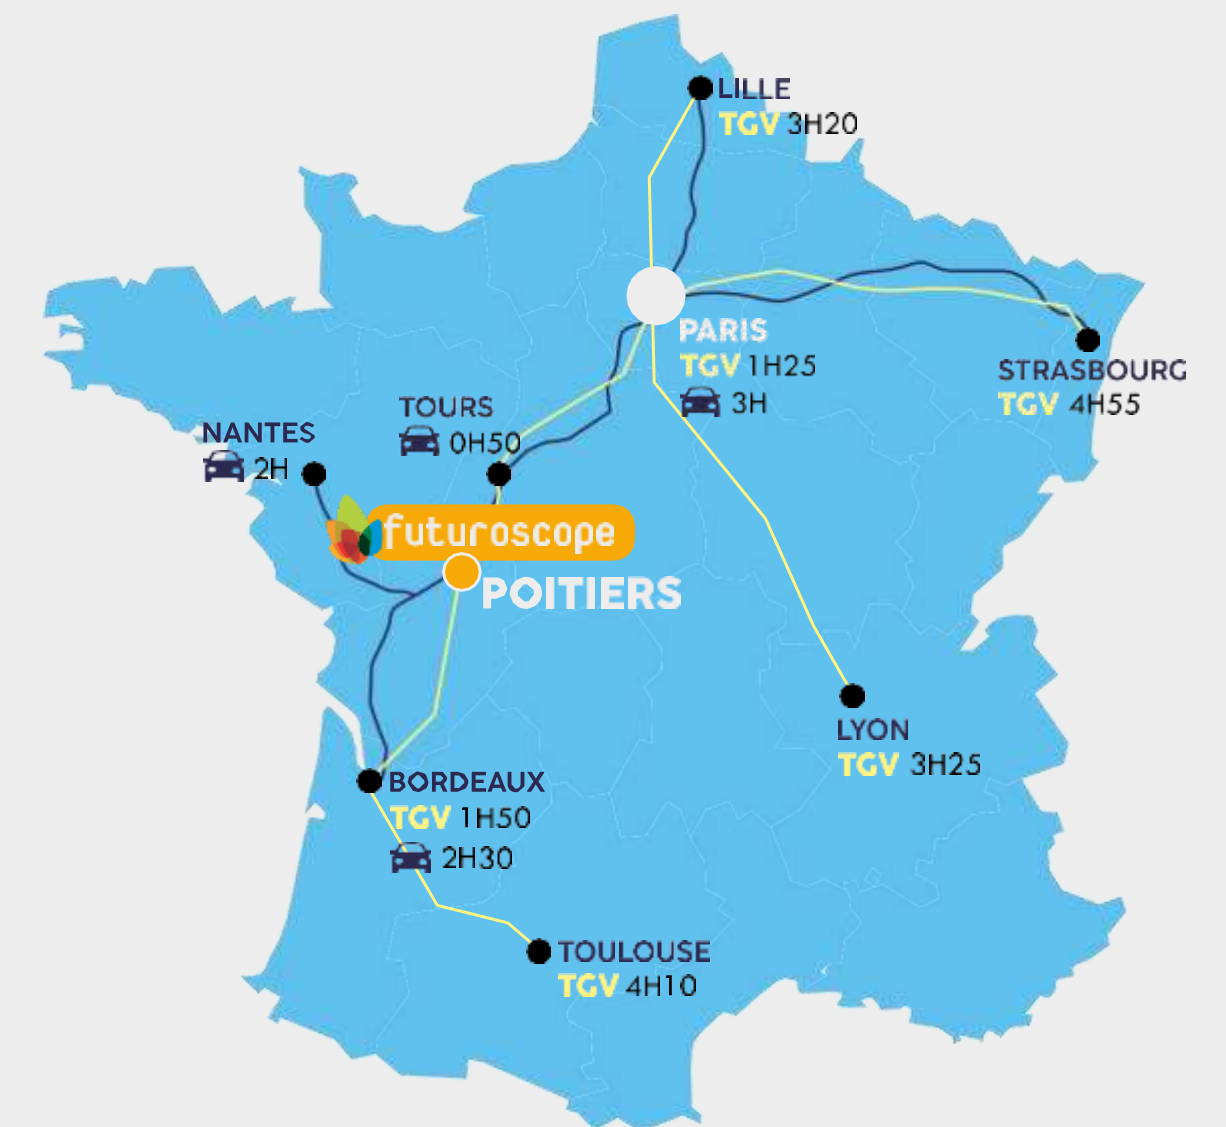 LILLE
TGV 3H20
PARIS
TGV 1H25
3H
STRASBOURG
TGV 4H55
TOURS
0H50
NANTES
2H
futuroscope
POITIERS
LYON
TGV 3H25
BORDEAUX
TGV 1H50
2H30
TOULOUSE
TGV 4H10